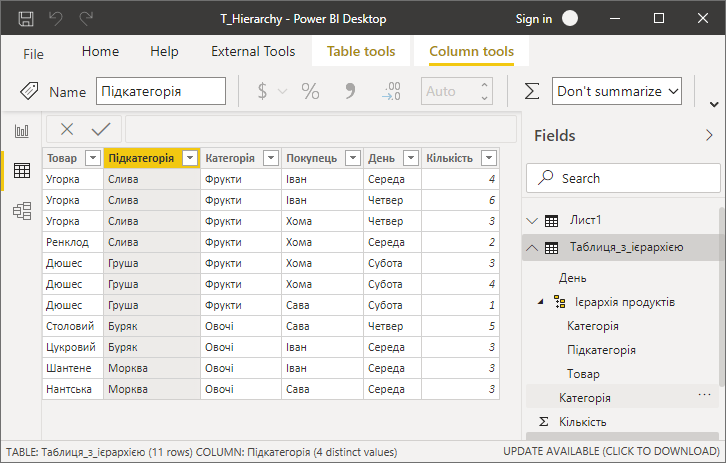 T_Hierarchy - Power BI Desktop
Sign in
File Home Help External Tools Table tools Column tools
Name Підкатегорія $ % Auto Don't summarize
Fields
Search
Товар Підкатегорія Категорія Покупець День Кількість
Угорка Слива Фрукти Іван Середа 4
Угорка Слива Фрукти Іван Четвер 6
Угорка Слива Фрукти Хома Четвер 3
Ренклод Слива Фрукти Хома Середа 2
Дюшес Груша Фрукти Хома Субота 3
Дюшес Груша Фрукти Хома Субота 4
Дюшес Груша Фрукти Сава Субота 1
Столовий Буряк Овочі Сава Четвер 5
Цукровий Буряк Овочі Іван Середа 3
Шантене Морква Овочі Іван Середа 3
Нантська Морква Овочі Сава Середа 3
Лист1
Таблиця_з_ієрархією
День
Ієрархія продуктів
Категорія
Підкатегорія
Товар
Категорія
Σ Кількість
TABLE: Таблиця_з_ієрархією (11 rows) COLUMN: Підкатегорія (4 distinct values)
UPDATE AVAILABLE (CLICK TO DOWNLOAD)